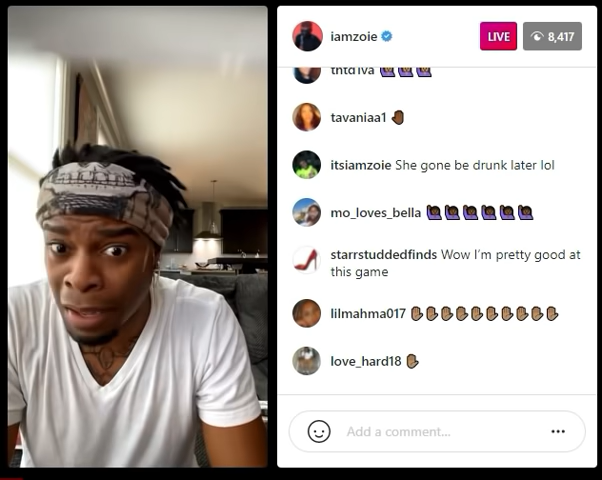 iamzoie
LIVE
8,417
tntd1va
tavaniaa1
itsiamzoie She gone be drunk later lol
mo_loves_bella
starrstuddedfinds Wow I'm pretty good at
this game
lilmahma017
love_hard18
Add a comment...